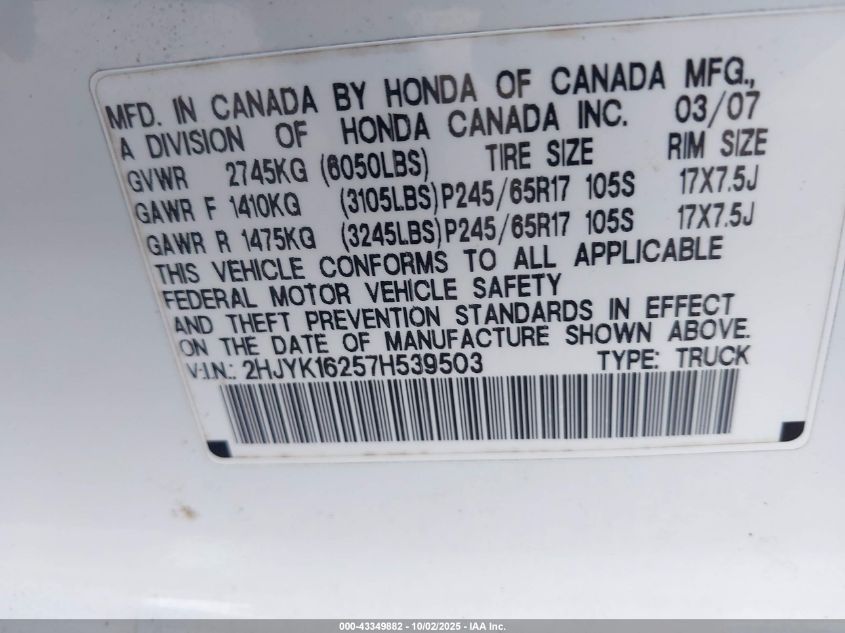 MFD. IN CANADA BY HONDA OF CANADA MFG.,
A DIVISION OF HONDA CANADA INC. 03/07
GVWR 2745KG (6050LBS) TIRE SIZE RIM SIZE
GAWR F 1410KG (3105LBS) P245/65R17 105S 17X7.5J
GAWR R 1475KG (3245LBS) P245/65R17 105S 17X7.5J
THIS VEHICLE CONFORMS TO ALL APPLICABLE
FEDERAL MOTOR VEHICLE SAFETY
AND THEFT PREVENTION STANDARDS IN EFFECT
ON THE DATE OF MANUFACTURE SHOWN ABOVE.
V.I.N.: 2HJYK16257H539503 TYPE: TRUCK
000-43349882 - 10/02/2025 - IAA Inc.